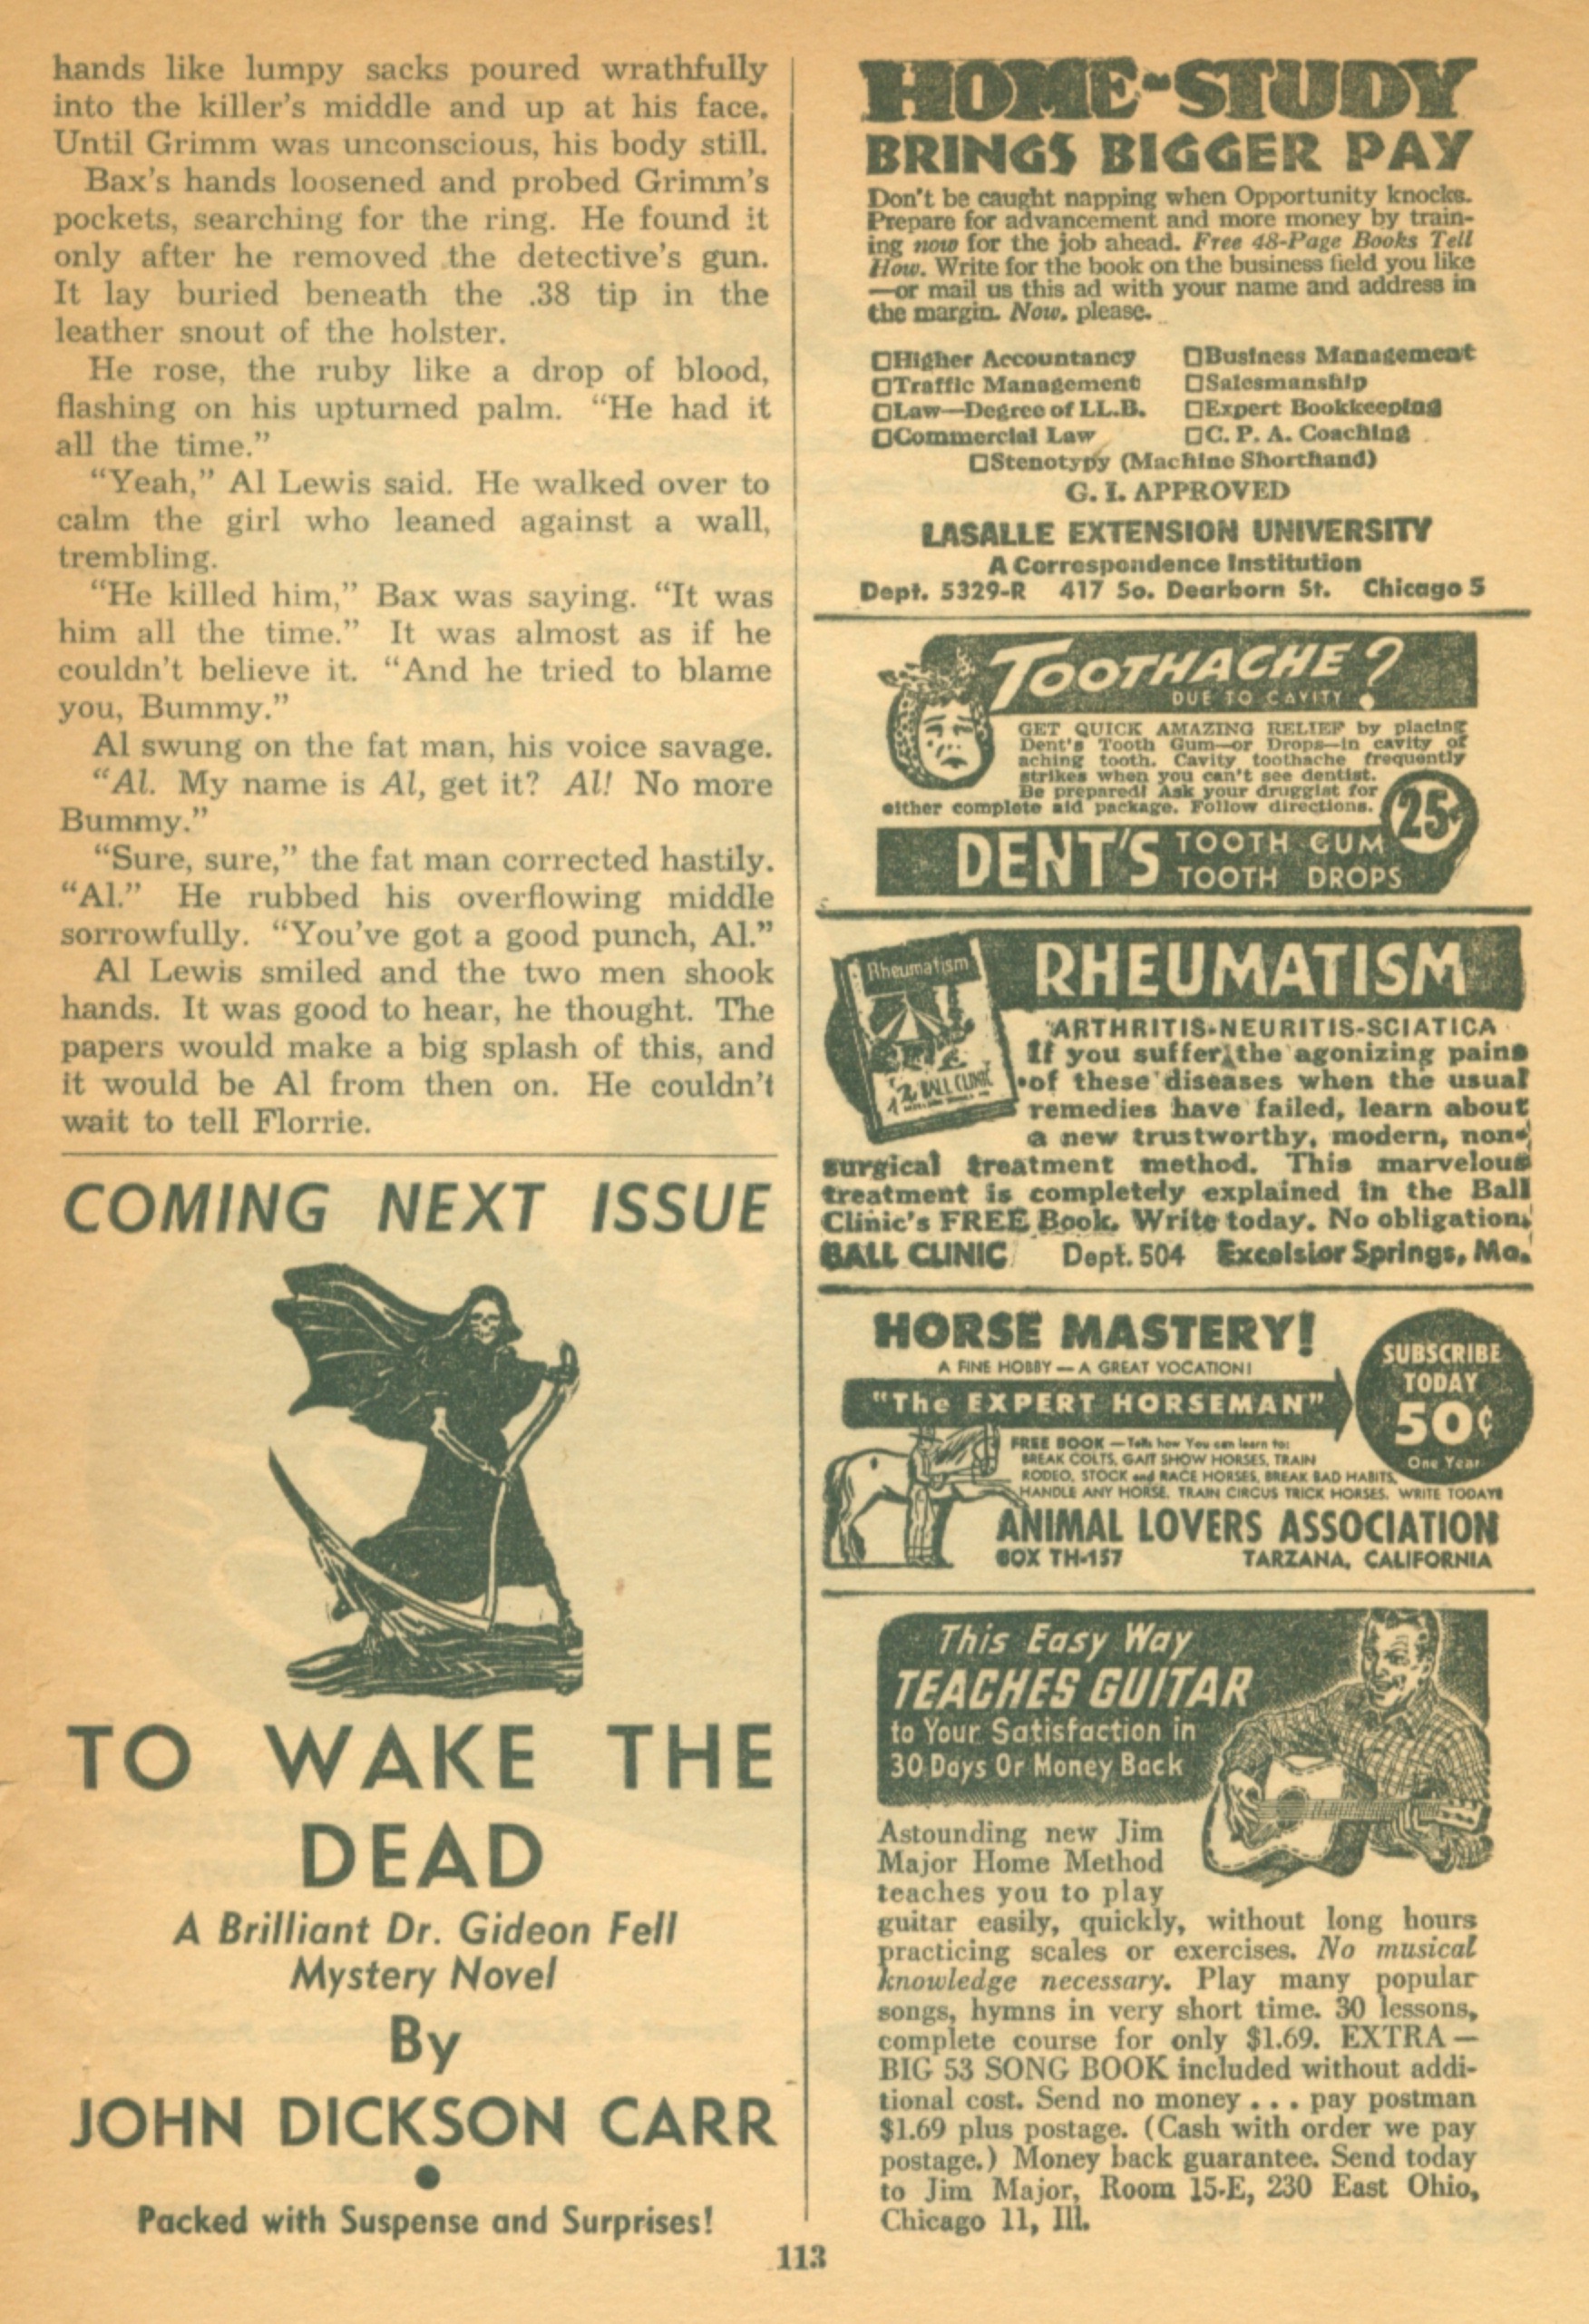 hands like lumpy sacks poured wrathfully
into the killer's middle and up at his face.
Until Grimm was unconscious, his body still.
Bax's hands loosened and probed Grimm's
pockets, searching for the ring. He found it
only after he removed the detective's gun.
It lay buried beneath the .38 tip in the
leather snout of the holster.
He rose, the ruby like a drop of blood,
flashing on his upturned palm. “He had it
all the time.”
“Yeah,” Al Lewis said. He walked over to
calm the girl who leaned against a wall,
trembling.
“He killed him,” Bax was saying. “It was
him all the time.” It was almost as if he
couldn't believe it. “And he tried to blame
you, Bummy.”
Al swung on the fat man, his voice savage.
“Al. My name is Al, get it? Al! No more
Bummy.”
“Sure, sure,” the fat man corrected hastily.
“Al.” He rubbed his overflowing middle
sorrowfully. “You've got a good punch, Al.”
Al Lewis smiled and the two men shook
hands. It was good to hear, he thought. The
papers would make a big splash of this, and
it would be Al from then on. He couldn't
wait to tell Florrie.
COMING NEXT ISSUE
TO WAKE THE
DEAD
A Brilliant Dr. Gideon Fell
Mystery Novel
By
JOHN DICKSON CARR
●
Packed with Suspense and Surprises!
HOME-STUDY
BRINGS BIGGER PAY
Don't be caught napping when Opportunity knocks.
Prepare for advancement and more money by train-
ing now for the job ahead. Free 48-Page Books Tell
How. Write for the book on the business field you like
—or mail us this ad with your name and address in
the margin. Now, please.
☐Higher Accountancy ☐Business Management
☐Traffic Management ☐Salesmanship
☐Law—Degree of LL.B. ☐Expert Bookkeeping
☐Commercial Law ☐C. P. A. Coaching
☐Stenotypy (Machine Shorthand)
G. I. APPROVED
LASALLE EXTENSION UNIVERSITY
A Correspondence Institution
Dept. 5329-R 417 So. Dearborn St. Chicago 5
TOOTHACHE?
DUE TO CAVITY
GET QUICK AMAZING RELIEF by placing
Dent's Tooth Gum—or Drops—in cavity of
aching tooth. Cavity toothache frequently
strikes when you can't see dentist.
Be prepared! Ask your druggist for
either complete aid package. Follow directions.
25¢
DENT'S TOOTH GUM
TOOTH DROPS
Rheumatism
BALL CLINIC
RHEUMATISM
ARTHRITIS-NEURITIS-SCIATICA
If you suffer the agonizing pains
of these diseases when the usual
remedies have failed, learn about
a new trustworthy, modern, non-
surgical treatment method. This marvelous
treatment is completely explained in the Ball
Clinic's FREE Book. Write today. No obligation.
BALL CLINIC Dept. 504 Excelsior Springs, Mo.
HORSE MASTERY!
A FINE HOBBY — A GREAT VOCATION!
"The EXPERT HORSEMAN"
SUBSCRIBE
TODAY
50¢
One Year
FREE BOOK — Tells how You can learn to:
BREAK COLTS, GAIT SHOW HORSES, TRAIN
RODEO, STOCK and RACE HORSES, BREAK BAD HABITS,
HANDLE ANY HORSE, TRAIN CIRCUS TRICK HORSES. WRITE TODAY!
ANIMAL LOVERS ASSOCIATION
BOX TH-157 TARZANA, CALIFORNIA
This Easy Way
TEACHES GUITAR
to Your Satisfaction in
30 Days Or Money Back
Astounding new Jim
Major Home Method
teaches you to play
guitar easily, quickly, without long hours
practicing scales or exercises. No musical
knowledge necessary. Play many popular
songs, hymns in very short time. 30 lessons,
complete course for only $1.69. EXTRA —
BIG 53 SONG BOOK included without addi-
tional cost. Send no money . . . pay postman
$1.69 plus postage. (Cash with order we pay
postage.) Money back guarantee. Send today
to Jim Major, Room 15-E, 230 East Ohio,
Chicago 11, Ill.
113